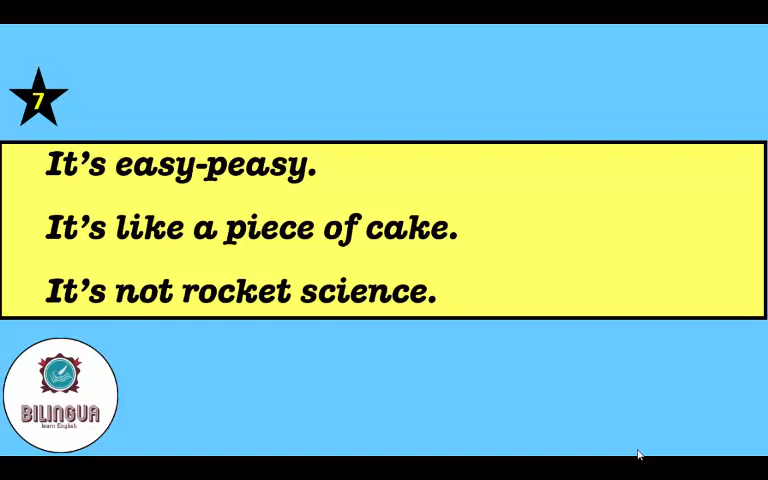 7
It's easy-peasy.
It's like a piece of cake.
It's not rocket science.
BILINGUA
learn English